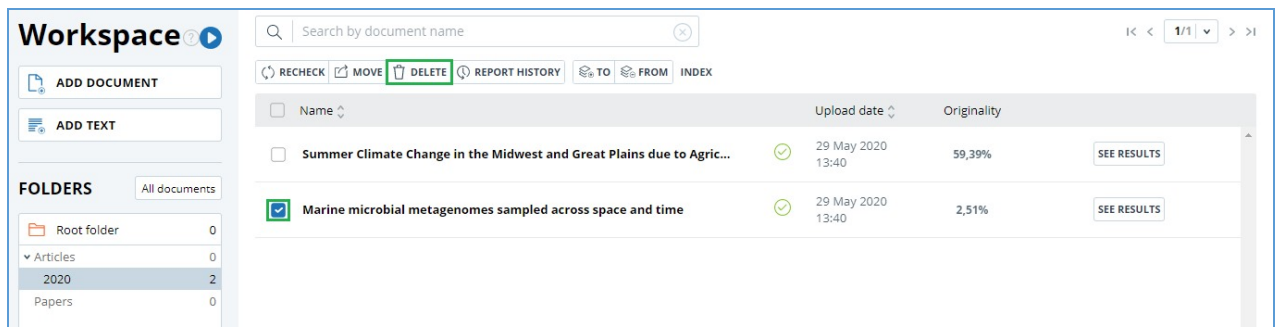 Workspace
ADD DOCUMENT
ADD TEXT
FOLDERS All documents
Root folder 0
Articles 0
2020 2
Papers 0
Search by document name
1/1
RECHECK MOVE DELETE REPORT HISTORY TO FROM INDEX
Name Upload date Originality
Summer Climate Change in the Midwest and Great Plains due to Agric... 29 May 2020 59,39% SEE RESULTS
13:40
Marine microbial metagenomes sampled across space and time 29 May 2020 2,51% SEE RESULTS
13:40